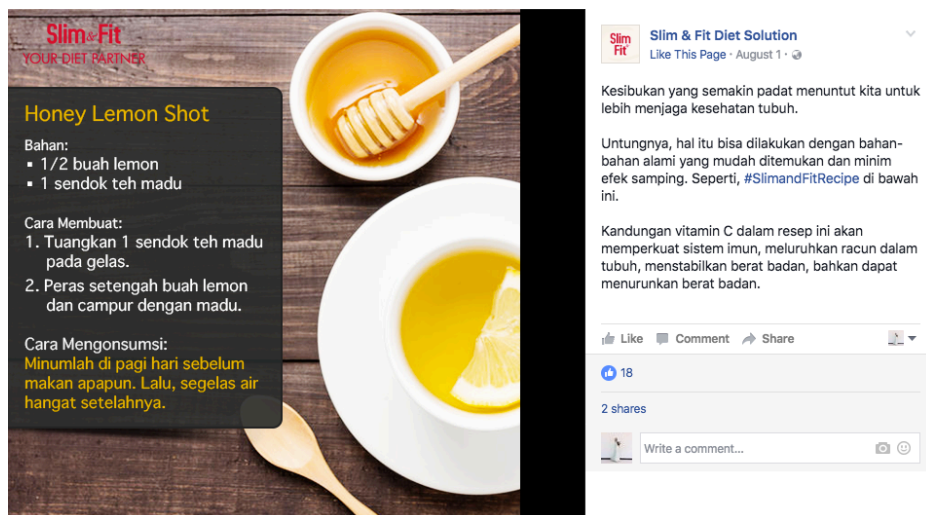 Slim & Fit
YOUR DIET PARTNER
Honey Lemon Shot
Bahan:
▪ 1/2 buah lemon
▪ 1 sendok teh madu
Cara Membuat:
1. Tuangkan 1 sendok teh madu
pada gelas.
2. Peras setengah buah lemon
dan campur dengan madu.
Cara Mengonsumsi:
Minumlah di pagi hari sebelum
makan apapun. Lalu, segelas air
hangat setelahnya.
Slim
Fit
Slim & Fit Diet Solution
Like This Page · August 1 ·
Kesibukan yang semakin padat menuntut kita untuk
lebih menjaga kesehatan tubuh.
Untungnya, hal itu bisa dilakukan dengan bahan-
bahan alami yang mudah ditemukan dan minim
efek samping. Seperti, #SlimandFitRecipe di bawah
ini.
Kandungan vitamin C dalam resep ini akan
memperkuat sistem imun, meluruhkan racun dalam
tubuh, menstabilkan berat badan, bahkan dapat
menurunkan berat badan.
Like Comment Share
18
2 shares
Write a comment...